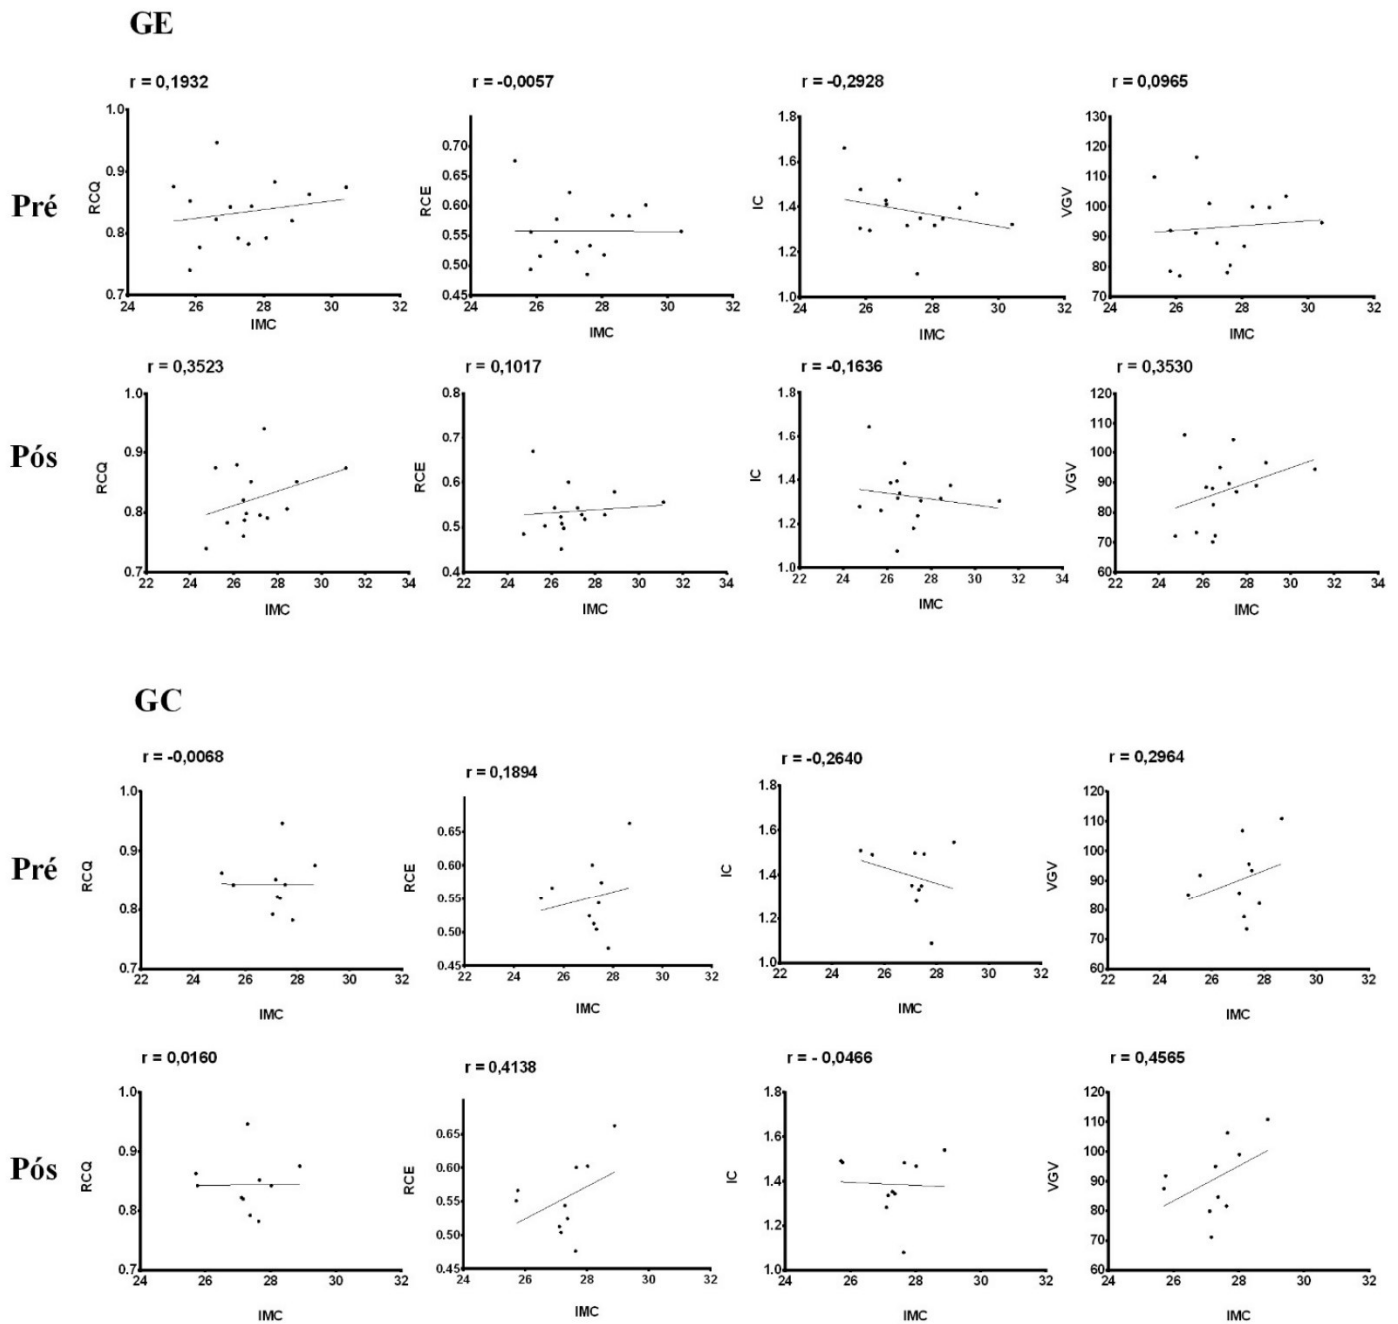 GE
r = 0,1932 r = -0,0057 r = -0,2928 r = 0,0965
Pré
RCQ
1.0
0.9
0.8
0.7
24 26 28 30 32
IMC
RCE
0.70
0.65
0.60
0.55
0.50
0.45
24 26 28 30 32
IMC
IC
1.8
1.6
1.4
1.2
1.0
24 26 28 30 32
IMC
VGV
130
120
110
100
90
80
70
24 26 28 30 32
IMC
r = 0,3523 r = 0,1017 r = -0,1636 r = 0,3530
Pós
RCQ
1.0
0.9
0.8
0.7
22 24 26 28 30 32 34
IMC
RCE
0.8
0.7
0.6
0.5
0.4
22 24 26 28 30 32 34
IMC
IC
1.8
1.6
1.4
1.2
1.0
22 24 26 28 30 32 34
IMC
VGV
120
110
100
90
80
70
60
22 24 26 28 30 32 34
IMC
GC
r = -0,0068 r = 0,1894 r = -0,2640 r = 0,2964
Pré
RCQ
1.0
0.9
0.8
0.7
22 24 26 28 30 32
IMC
RCE
0.65
0.60
0.55
0.50
0.45
22 24 26 28 30 32
IMC
IC
1.8
1.6
1.4
1.2
1.0
22 24 26 28 30 32
IMC
VGV
120
110
100
90
80
70
60
22 24 26 28 30 32
IMC
r = 0,0160 r = 0,4138 r = - 0,0466 r = 0,4565
Pós
RCQ
1.0
0.9
0.8
0.7
24 26 28 30 32
IMC
RCE
0.65
0.60
0.55
0.50
0.45
24 26 28 30 32
IMC
IC
1.8
1.6
1.4
1.2
1.0
24 26 28 30 32
IMC
VGV
120
110
100
90
80
70
60
24 26 28 30 32
IMC